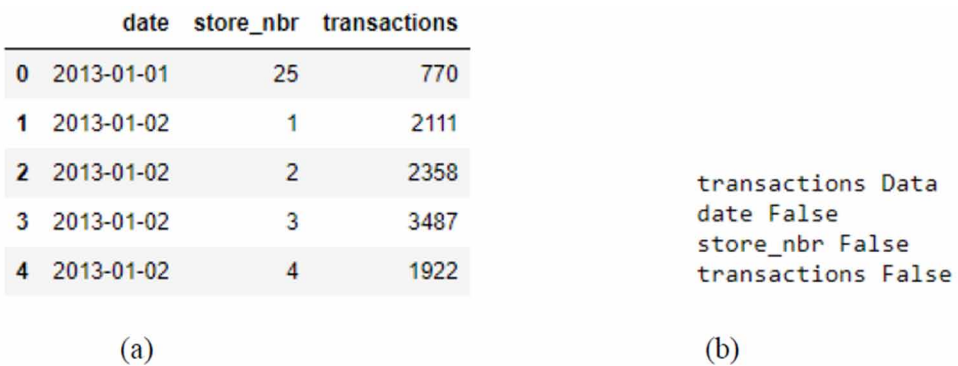 date store_nbr transactions
0 2013-01-01 25 770
1 2013-01-02 1 2111
2 2013-01-02 2 2358
3 2013-01-02 3 3487
4 2013-01-02 4 1922
(a)
transactions Data
date False
store_nbr False
transactions False
(b)